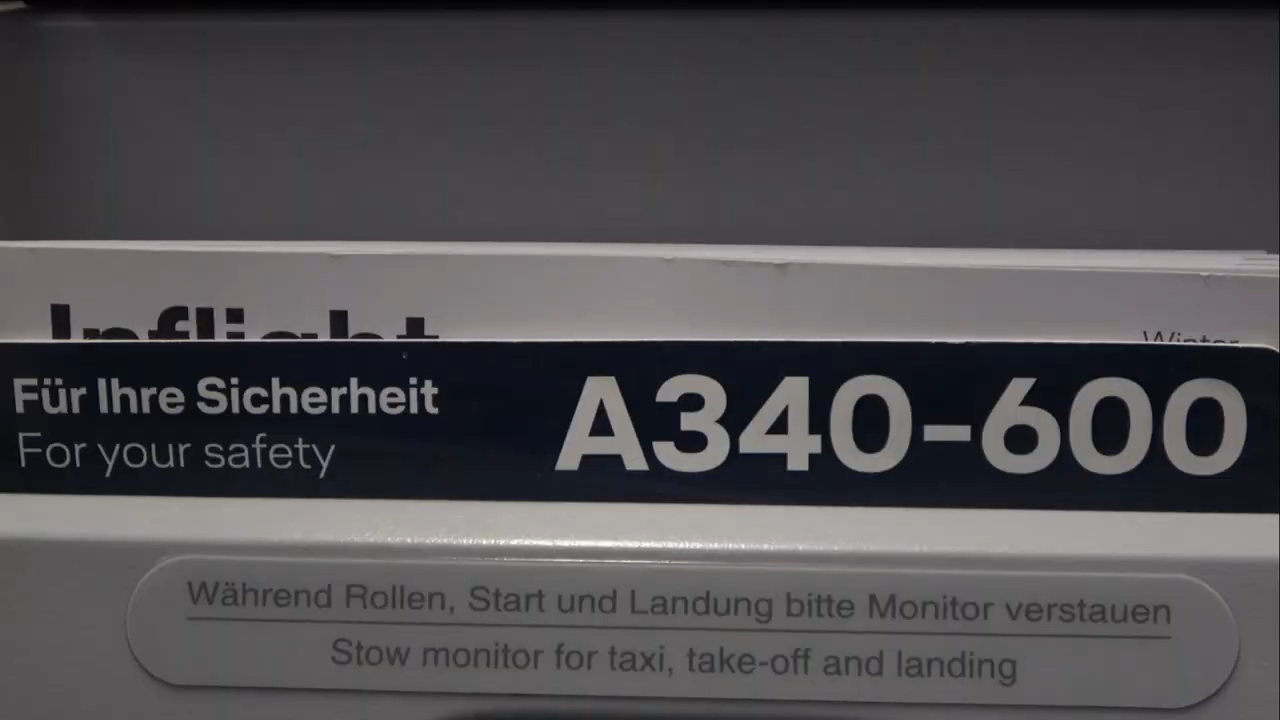 Inflight
Winter
Für Ihre Sicherheit
For your safety
A340-600
Während Rollen, Start und Landung bitte Monitor verstauen
Stow monitor for taxi, take-off and landing